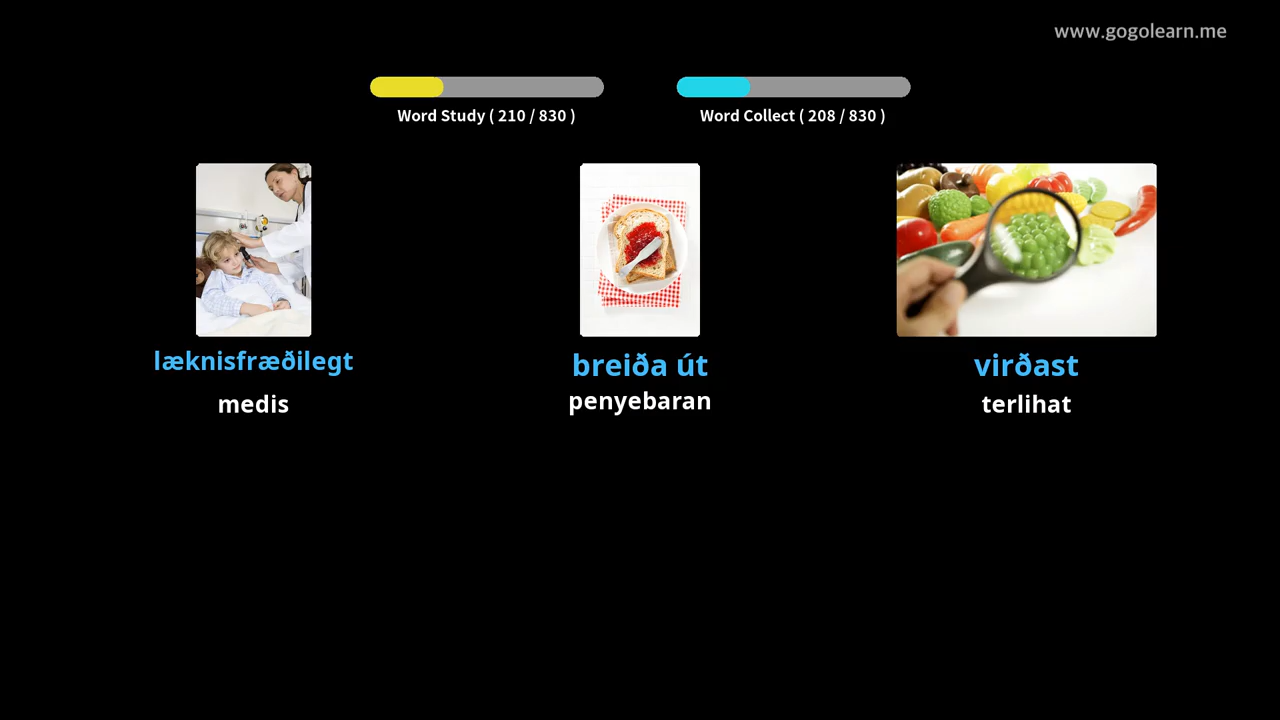 www.gogolearn.me
Word Study ( 210 / 830 )
Word Collect ( 208 / 830 )
læknisfræðilegt
medis
breiða út
penyebaran
virðast
terlihat